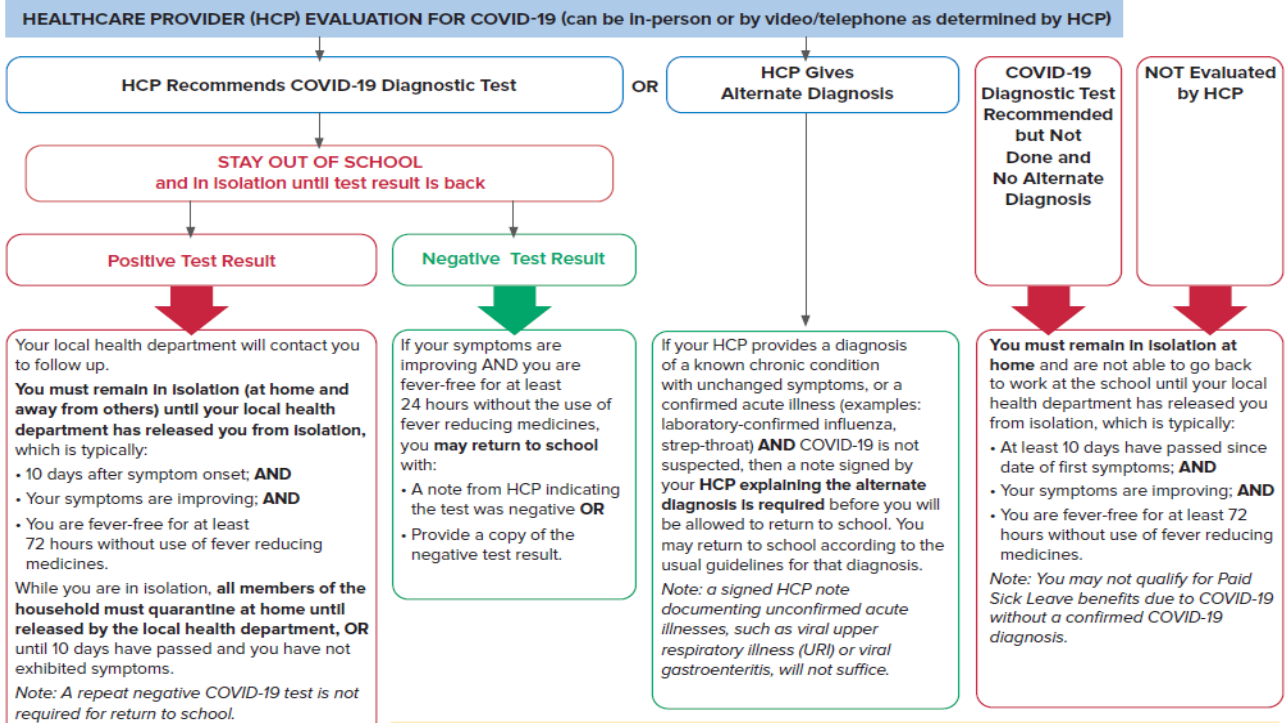 HEALTHCARE PROVIDER (HCP) EVALUATION FOR COVID-19 (can be in-person or by video/telephone as determined by HCP)
HCP Recommends COVID-19 Diagnostic Test
OR
HCP Gives
Alternate Diagnosis
COVID-19
Diagnostic Test
Recommended
but Not
Done and
No Alternate
Diagnosis
NOT Evaluated
by HCP
STAY OUT OF SCHOOL
and in isolation until test result is back
Positive Test Result
Negative Test Result
Your local health department will contact you
to follow up.
You must remain in isolation (at home and
away from others) until your local health
department has released you from isolation,
which is typically:
• 10 days after symptom onset; AND
• Your symptoms are improving; AND
• You are fever-free for at least
72 hours without use of fever reducing
medicines.
While you are in isolation, all members of the
household must quarantine at home until
released by the local health department, OR
until 10 days have passed and you have not
exhibited symptoms.
Note: A repeat negative COVID-19 test is not
required for return to school.
If your symptoms are
improving AND you are
fever-free for at least
24 hours without the use of
fever reducing medicines,
you may return to school
with:
• A note from HCP indicating
the test was negative OR
• Provide a copy of the
negative test result.
If your HCP provides a diagnosis
of a known chronic condition
with unchanged symptoms, or a
confirmed acute illness (examples:
laboratory-confirmed influenza,
strep-throat) AND COVID-19 is not
suspected, then a note signed by
your HCP explaining the alternate
diagnosis is required before you will
be allowed to return to school. You
may return to school according to the
usual guidelines for that diagnosis.
Note: a signed HCP note
documenting unconfirmed acute
illnesses, such as viral upper
respiratory illness (URI) or viral
gastroenteritis, will not suffice.
You must remain in isolation at
home and are not able to go back
to work at the school until your local
health department has released you
from isolation, which is typically:
• At least 10 days have passed since
date of first symptoms; AND
• Your symptoms are improving; AND
• You are fever-free for at least 72
hours without use of fever reducing
medicines.
Note: You may not qualify for Paid
Sick Leave benefits due to COVID-19
without a confirmed COVID-19
diagnosis.